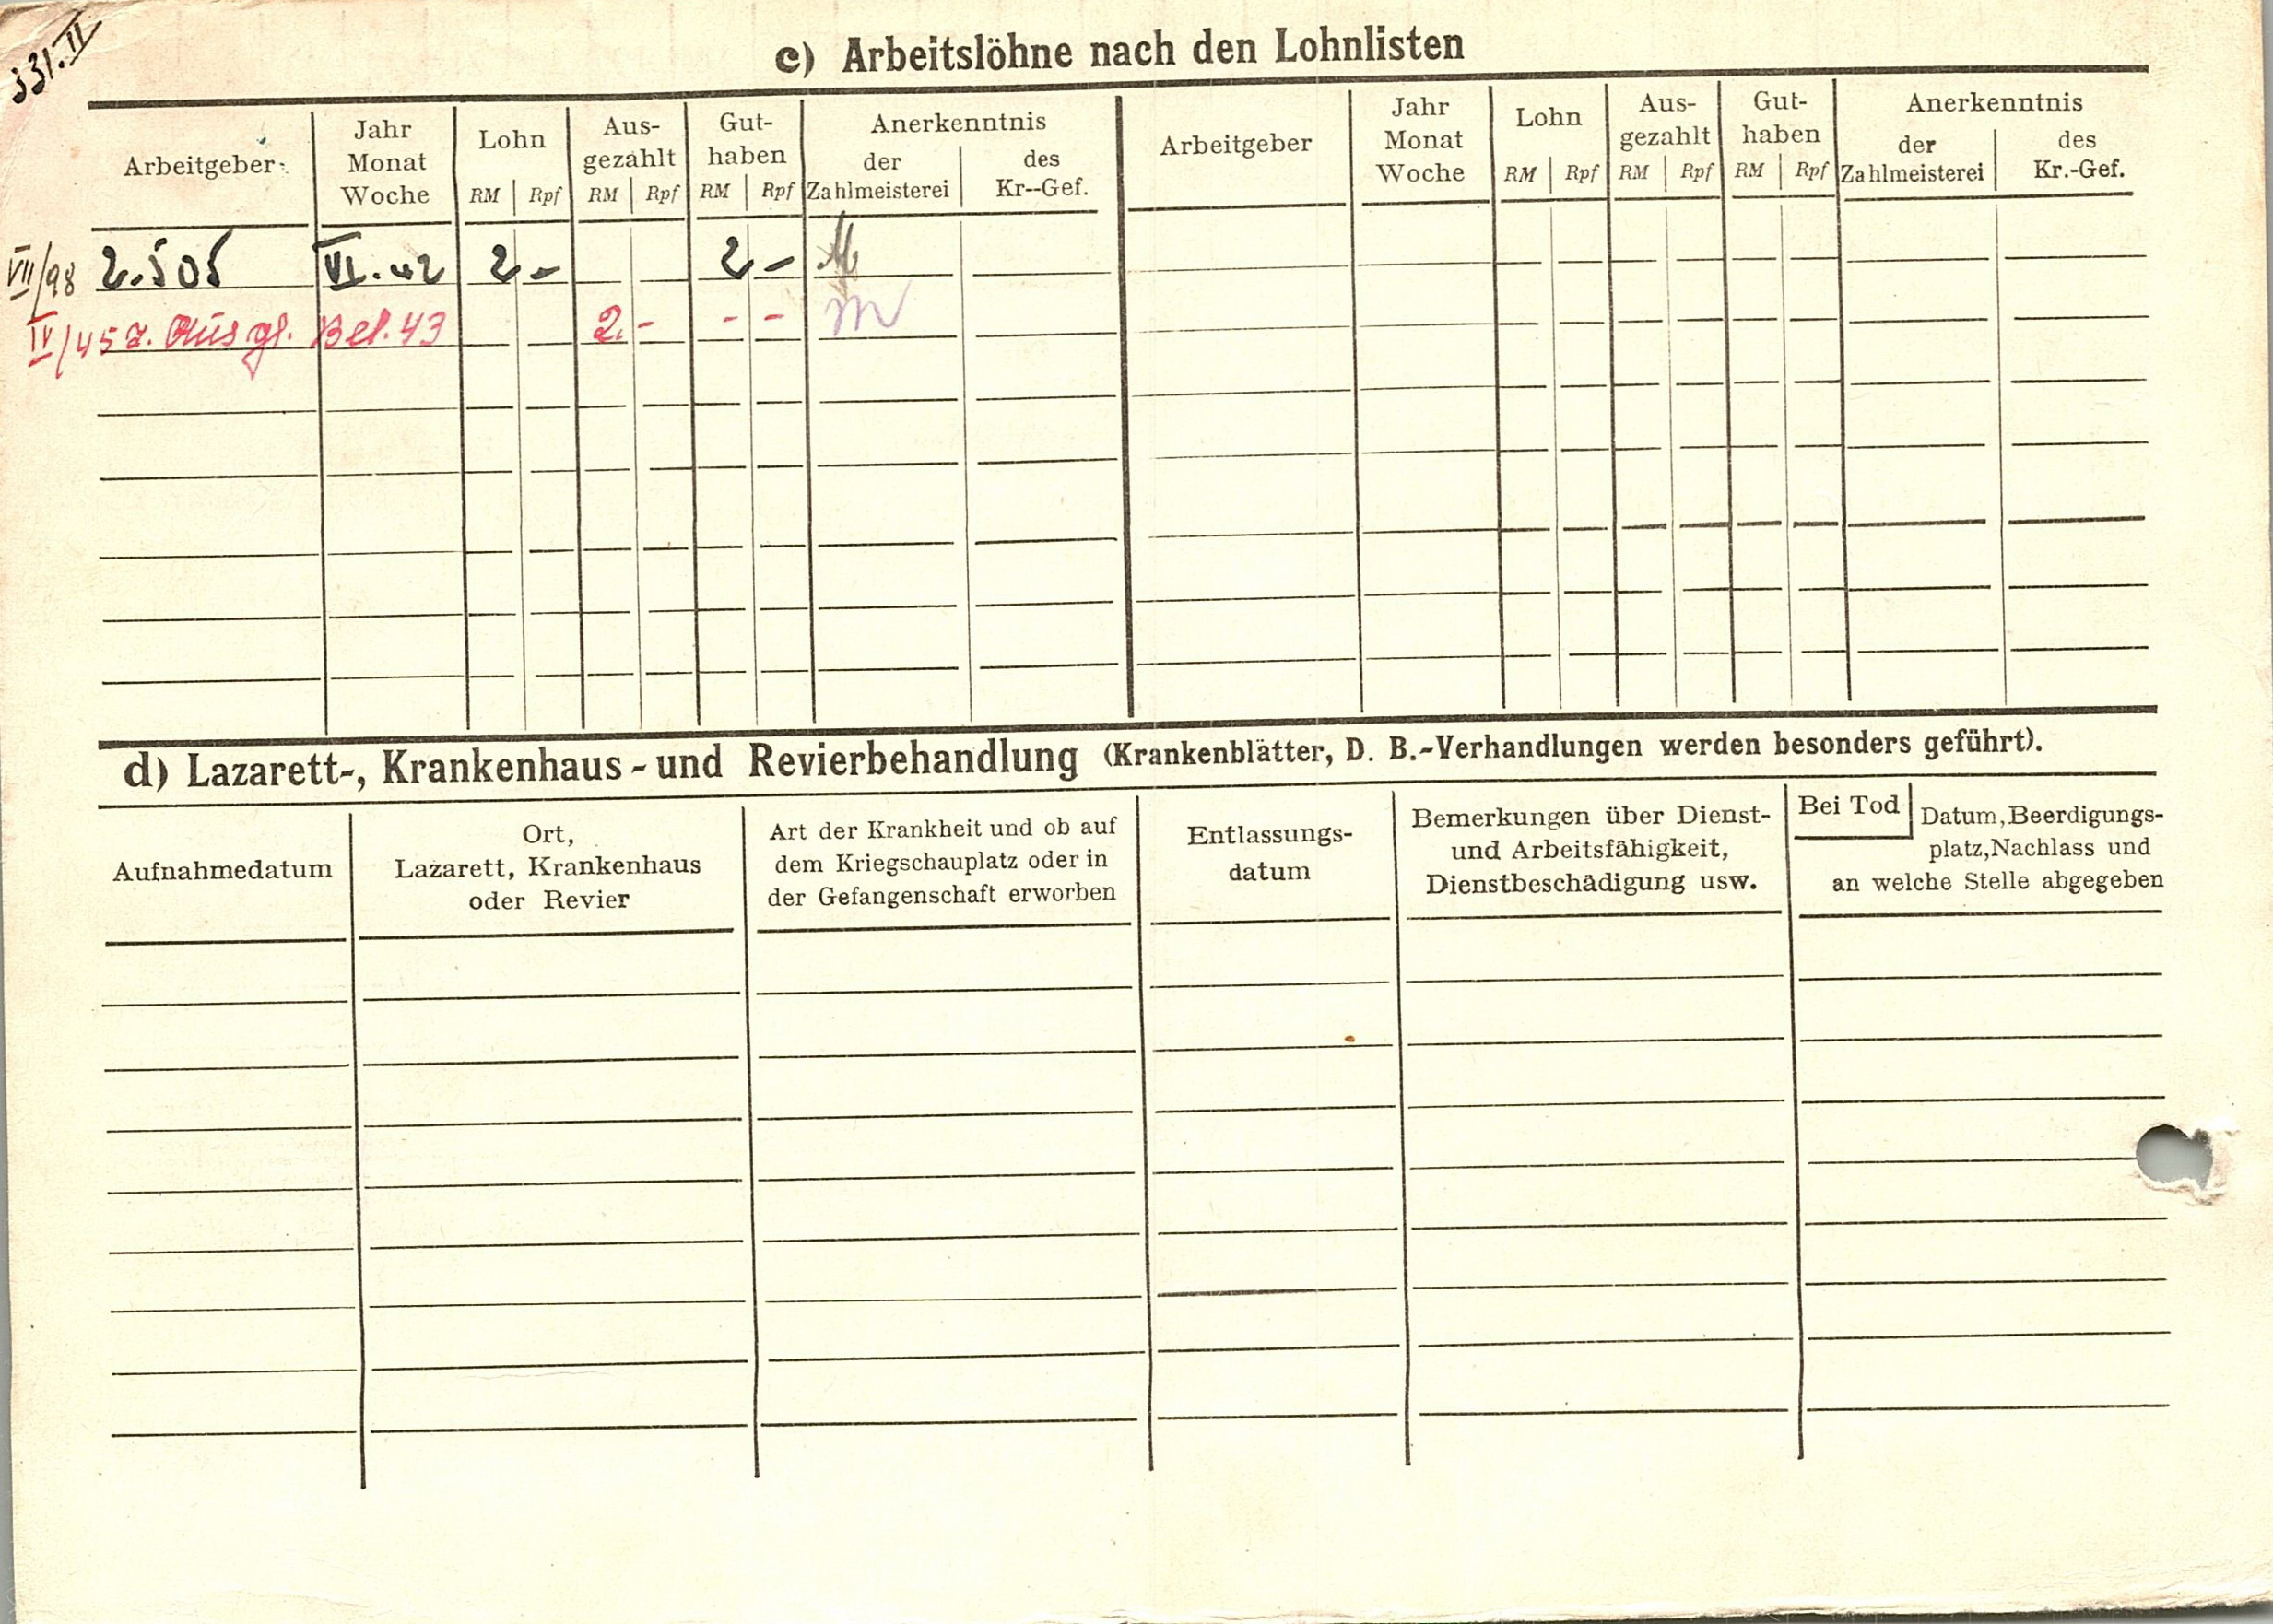 331.II
c) Arbeitslöhne nach den Lohnlisten
Arbeitgeber
Jahr
Monat
Woche
Lohn
RM Rpf
Aus-
gezahlt
RM Rpf
Gut-
haben
RM Rpf
Anerkenntnis
der
Zahlmeisterei
des
Kr--Gef.
Arbeitgeber
Jahr
Monat
Woche
Lohn
RM Rpf
Aus-
gezahlt
RM Rpf
Gut-
haben
RM Rpf
Anerkenntnis
der
Zahlmeisterei
des
Kr.-Gef.
VII/98 2.505 VI.42 2 - 2 -
IV/45 z. Ausgl. Bel. 43 2.- - -
d) Lazarett-, Krankenhaus- und Revierbehandlung (Krankenblätter, D. B.-Verhandlungen werden besonders geführt).
Aufnahmedatum
Ort,
Lazarett, Krankenhaus
oder Revier
Art der Krankheit und ob auf
dem Kriegschauplatz oder in
der Gefangenschaft erworben
Entlassungs-
datum
Bemerkungen über Dienst-
und Arbeitsfähigkeit,
Dienstbeschädigung usw.
Bei Tod
Datum, Beerdigungs-
platz, Nachlass und
an welche Stelle abgegeben